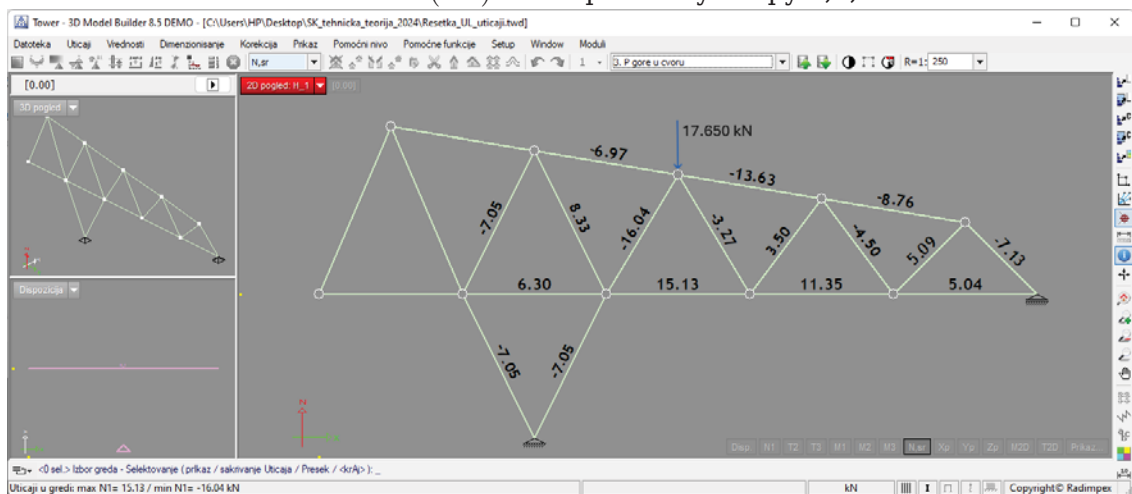 Tower - 3D Model Builder 8.5 DEMO - [C:\Users\HP\Desktop\SK_tehnicka_teorija_2024\Resetka_UL_uticaji.twd]
Datoteka Uticaji Vrednosti Dimenzionisanje Korekcija Prikaz Pomoćni nivo Pomoćne funkcije Setup Window Moduli
N,sr 1 3. P gore u cvoru R=1: 250
[0.00]
2D pogled: H_1 [0.00]
3D pogled
17.650 kN
-6.97
-13.63
-8.76
-7.05
8.33
-16.04
-3.27
3.50
-4.50
5.09
-7.13
6.30
15.13
11.35
5.04
Dispozicija
-7.05
-7.05
Disp N1 T2 T3 M1 M2 M3 N,sr Xp Yp Zp M2D T2D Prikaz...
<0 sel.> Izbor greda - Selektovanje ( prikaz / sakrivanje Uticaja / Presek / <krAj> ): _
Uticaji u gredi: max N1= 15.13 / min N1= -16.04 kN kN Copyright© Radimpex